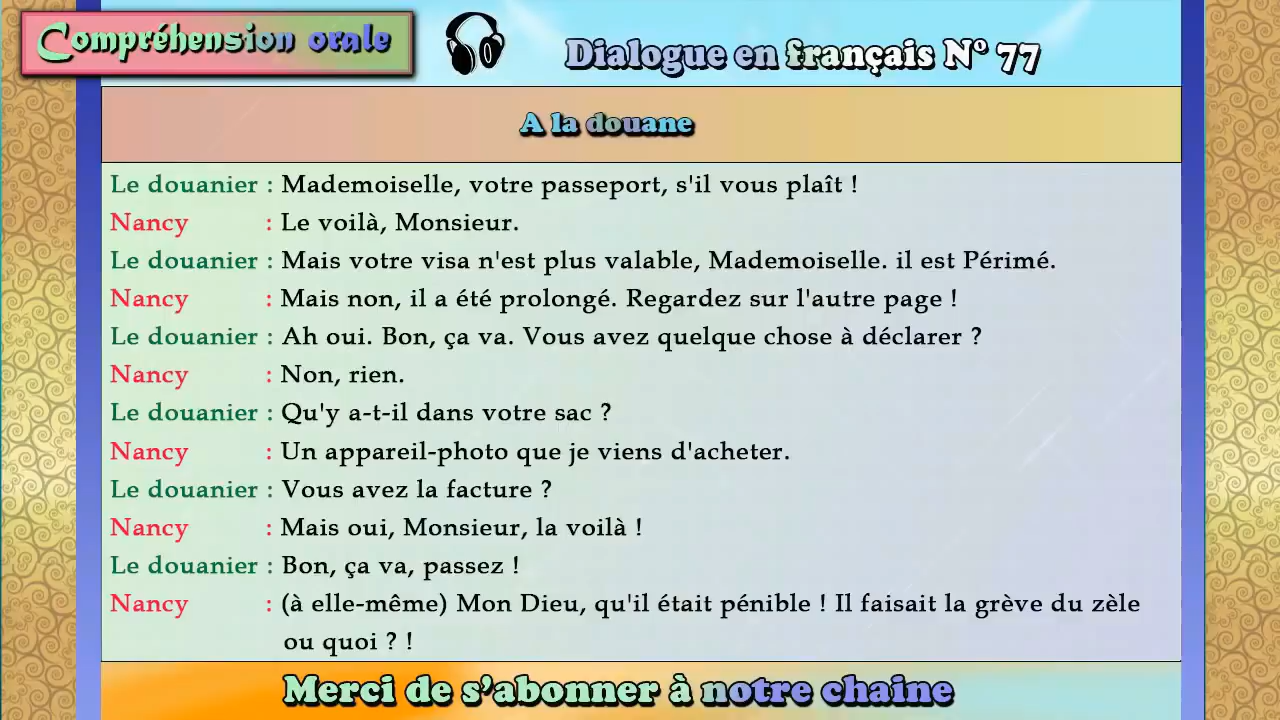 Compréhension orale
Dialogue en français N° 77
A la douane
Le douanier : Mademoiselle, votre passeport, s'il vous plaît !
Nancy : Le voilà, Monsieur.
Le douanier : Mais votre visa n'est plus valable, Mademoiselle. il est Périmé.
Nancy : Mais non, il a été prolongé. Regardez sur l'autre page !
Le douanier : Ah oui. Bon, ça va. Vous avez quelque chose à déclarer ?
Nancy : Non, rien.
Le douanier : Qu'y a-t-il dans votre sac ?
Nancy : Un appareil-photo que je viens d'acheter.
Le douanier : Vous avez la facture ?
Nancy : Mais oui, Monsieur, la voilà !
Le douanier : Bon, ça va, passez !
Nancy : (à elle-même) Mon Dieu, qu'il était pénible ! Il faisait la grève du zèle
ou quoi ? !
Merci de s'abonner à notre chaine